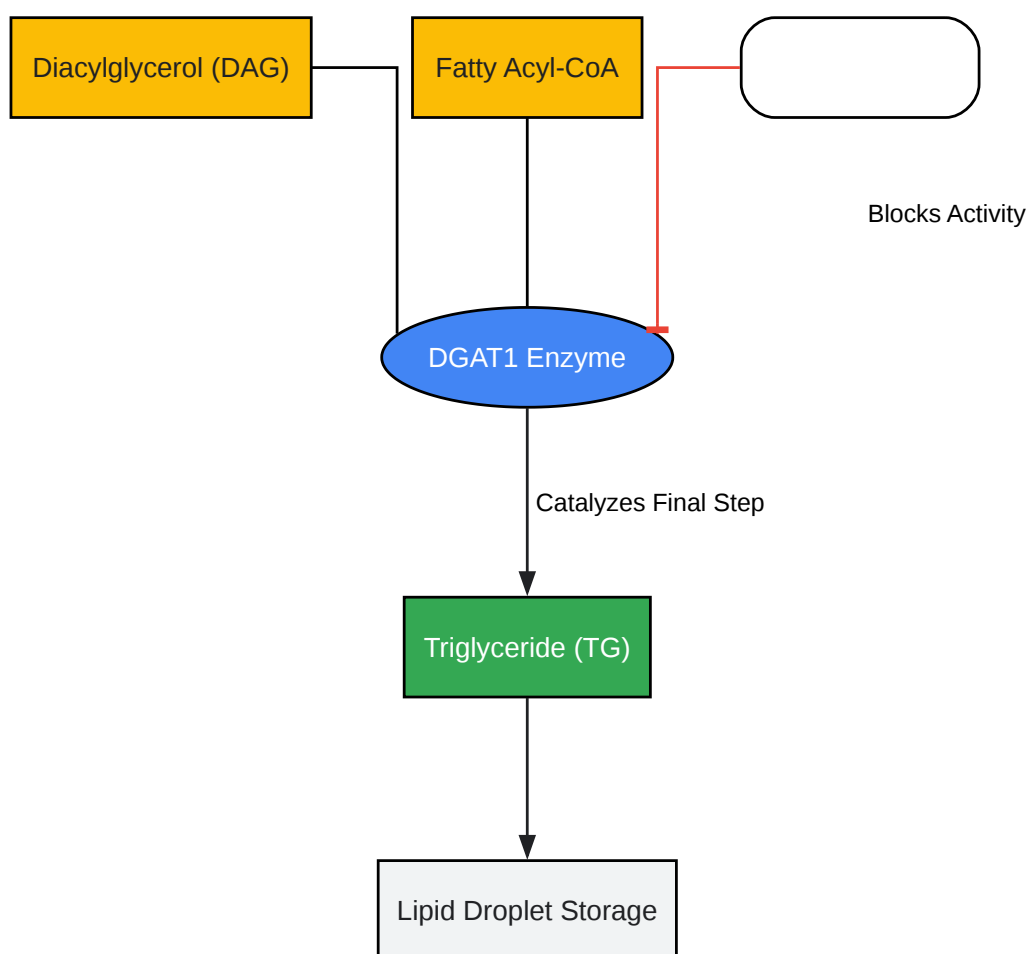 Diacylglycerol (DAG)
Fatty Acyl-CoA
Blocks Activity
DGAT1 Enzyme
Catalyzes Final Step
Triglyceride (TG)
Lipid Droplet Storage